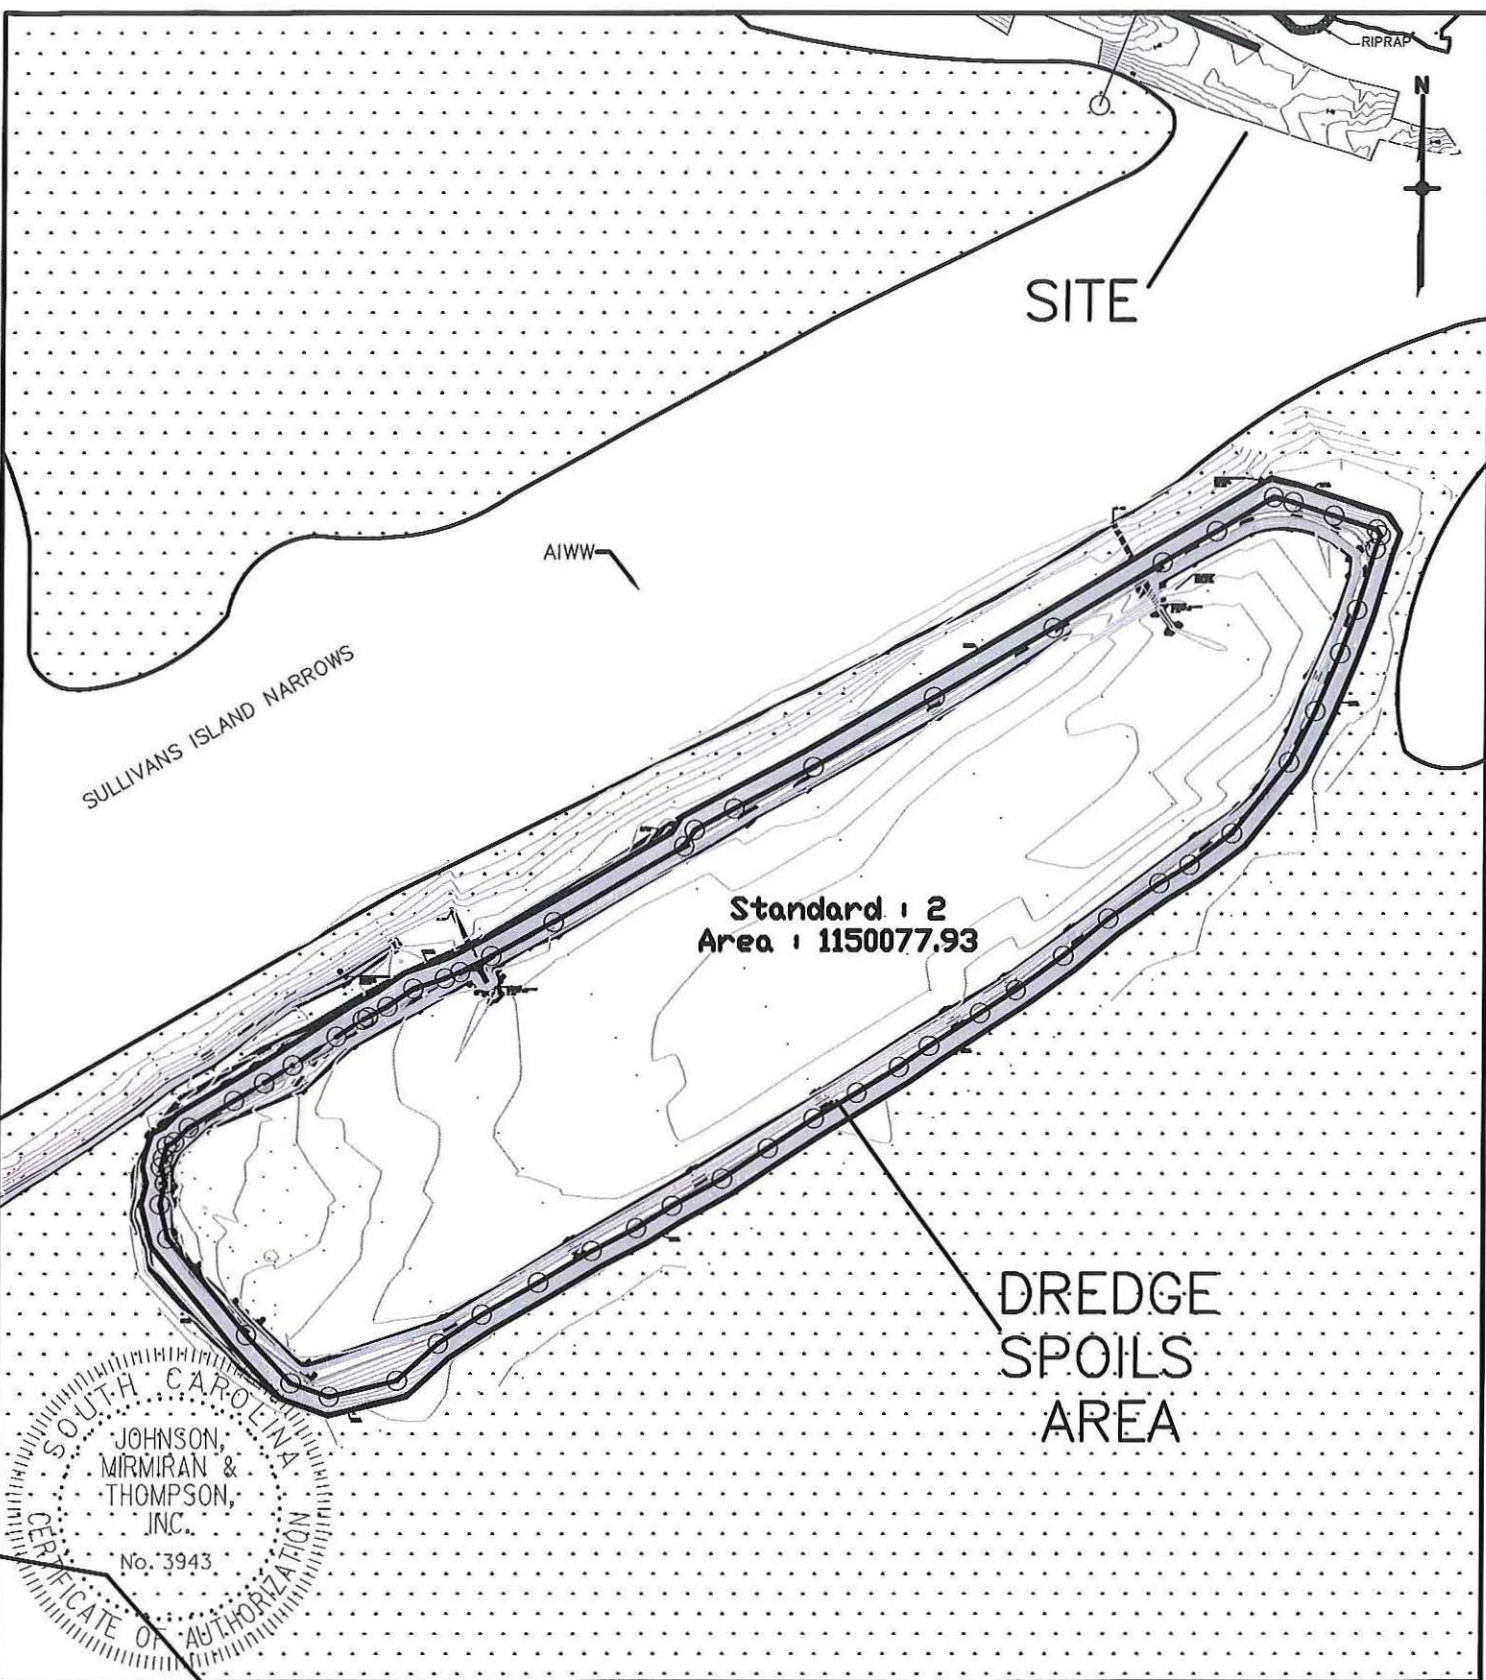 RIPRAP
N
SITE
AIWW
SULLIVANS ISLAND NARROWS
Standard : 2
Area : 1150077.93
DREDGE
SPOILS
AREA
SOUTH CAROLINA
JOHNSON,
MIRMIRAN &
THOMPSON,
INC.
No. 3943
CERTIFICATE OF AUTHORIZATION